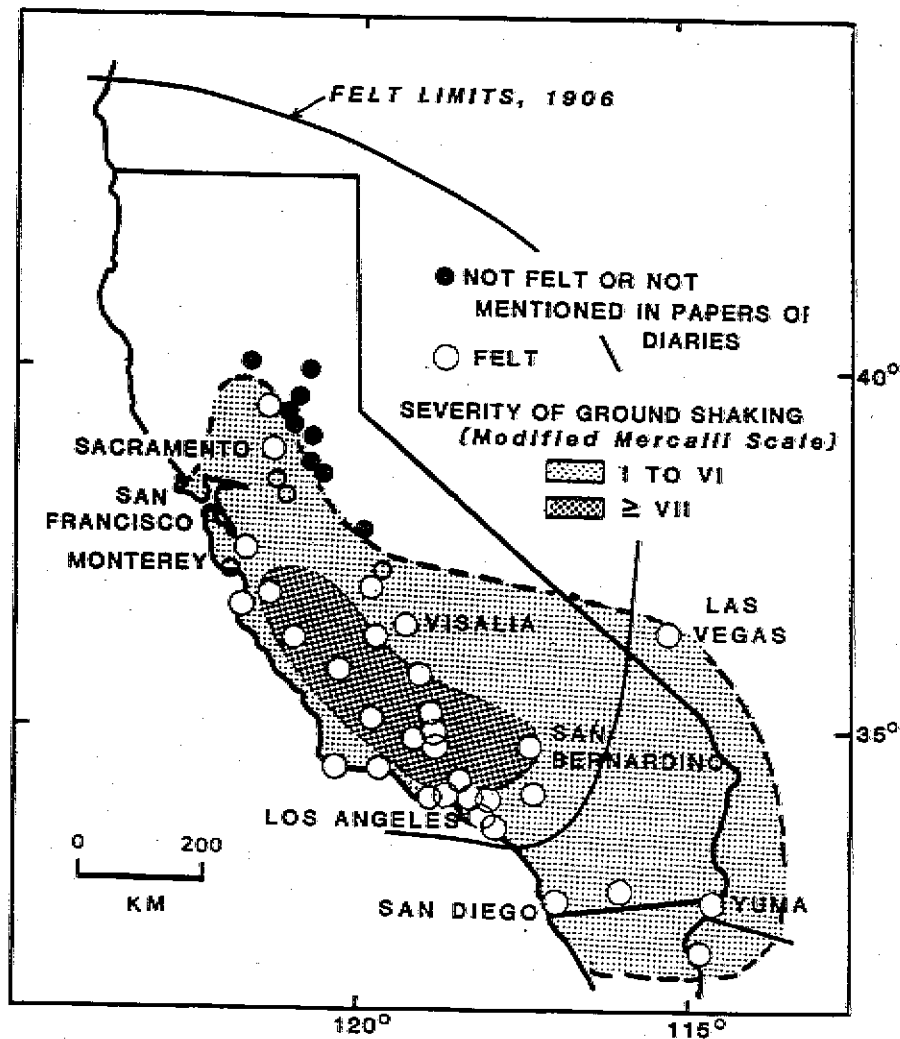 FELT LIMITS, 1906
NOT FELT OR NOT
MENTIONED IN PAPERS OF
DIARIES
FELT
40°
SEVERITY OF GROUND SHAKING
(Modified Mercalli Scale)
I TO VI
≥ VII
SACRAMENTO
SAN
FRANCISCO
MONTEREY
VISALIA
LAS
VEGAS
35°
SAN
BERNARDINO
LOS ANGELES
0 200
KM
SAN DIEGO
YUMA
120° 115°